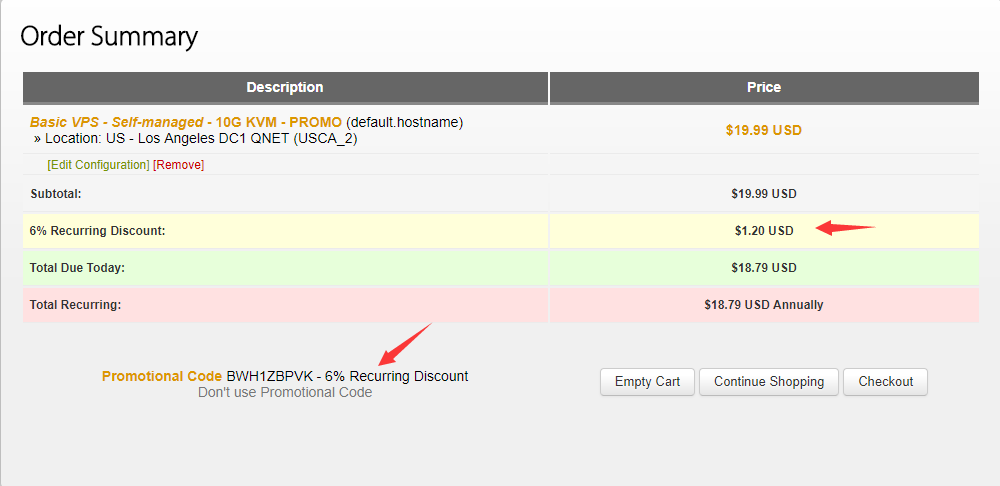 Order Summary
Description Price
Basic VPS - Self-managed - 10G KVM - PROMO (default.hostname) $19.99 USD
» Location: US - Los Angeles DC1 QNET (USCA_2)
[Edit Configuration] [Remove]
Subtotal: $19.99 USD
6% Recurring Discount: $1.20 USD
Total Due Today: $18.79 USD
Total Recurring: $18.79 USD Annually
Promotional Code BWH1ZBPVK - 6% Recurring Discount
Don't use Promotional Code
Empty Cart Continue Shopping Checkout